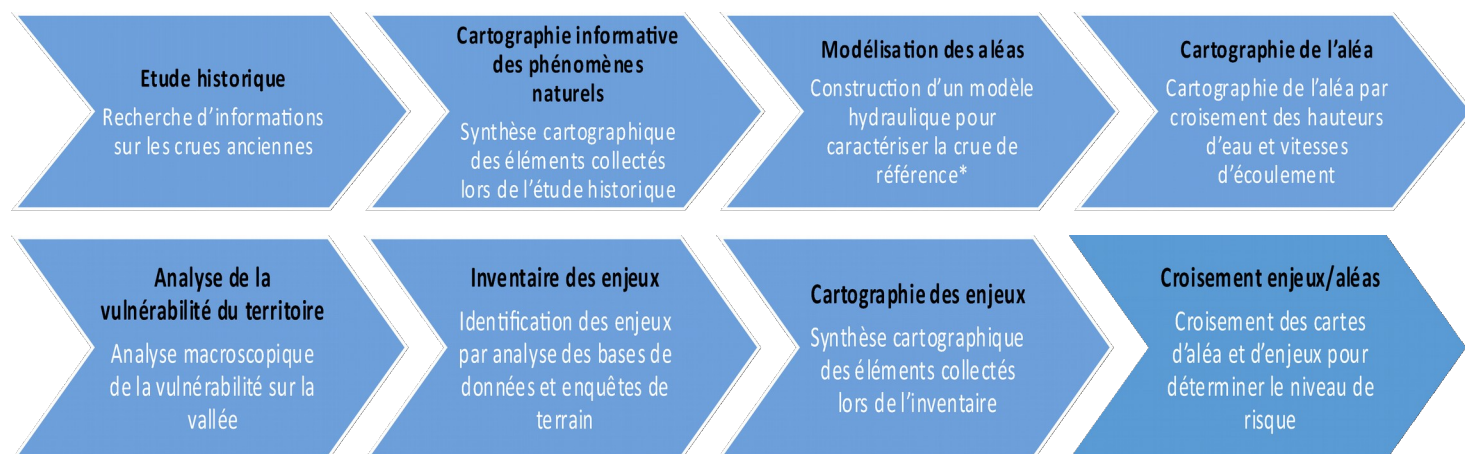 Etude historique
Recherche d'informations
sur les crues anciennes
Cartographie informative
des phénomènes
naturels
Synthèse cartographique
des éléments collectés
lors de l'étude historique
Modélisation des aléas
Construction d'un modèle
hydraulique pour
caractériser la crue de
référence*
Cartographie de l'aléa
Cartographie de l'aléa par
croisement des hauteurs
d'eau et vitesses
d'écoulement
Analyse de la
vulnérabilité du territoire
Analyse macroscopique
de la vulnérabilité sur la
vallée
Inventaire des enjeux
Identification des enjeux
par analyse des bases de
données et enquêtes de
terrain
Cartographie des enjeux
Synthèse cartographique
des éléments collectés
lors de l'inventaire
Croisement enjeux/aléas
Croisement des cartes
d'aléa et d'enjeux pour
déterminer le niveau de
risque